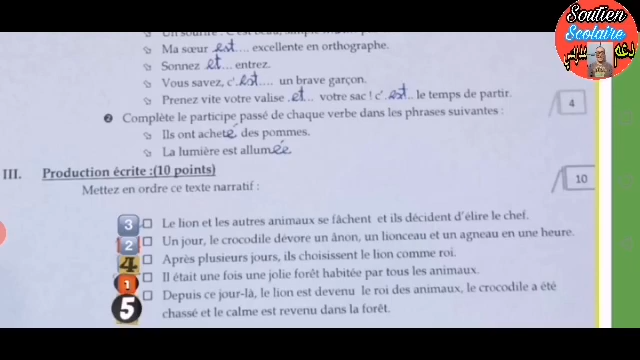 Soutien
Scolaire
دعم مدرسي
Un sourire : C'est beau,
Ma sœur est.... excellente en orthographe.
Sonnez et... entrez.
Vous savez, c'.est.... un brave garçon.
Prenez vite votre valise .et... votre sac ! c'.est... le temps de partir.
4
❷ Complète le participe passé de chaque verbe dans les phrases suivantes :
Ils ont acheté des pommes.
La lumière est allumée
III. Production écrite :(10 points)
10
Mettez en ordre ce texte narratif :
3 Le lion et les autres animaux se fâchent et ils décident d'élire le chef.
2 Un jour, le crocodile dévore un ânon, un lionceau et un agneau en une heure.
4 Après plusieurs jours, ils choisissent le lion comme roi.
1 Il était une fois une jolie forêt habitée par tous les animaux.
5 Depuis ce jour-là, le lion est devenu le roi des animaux, le crocodile a été
chassé et le calme est revenu dans la forêt.